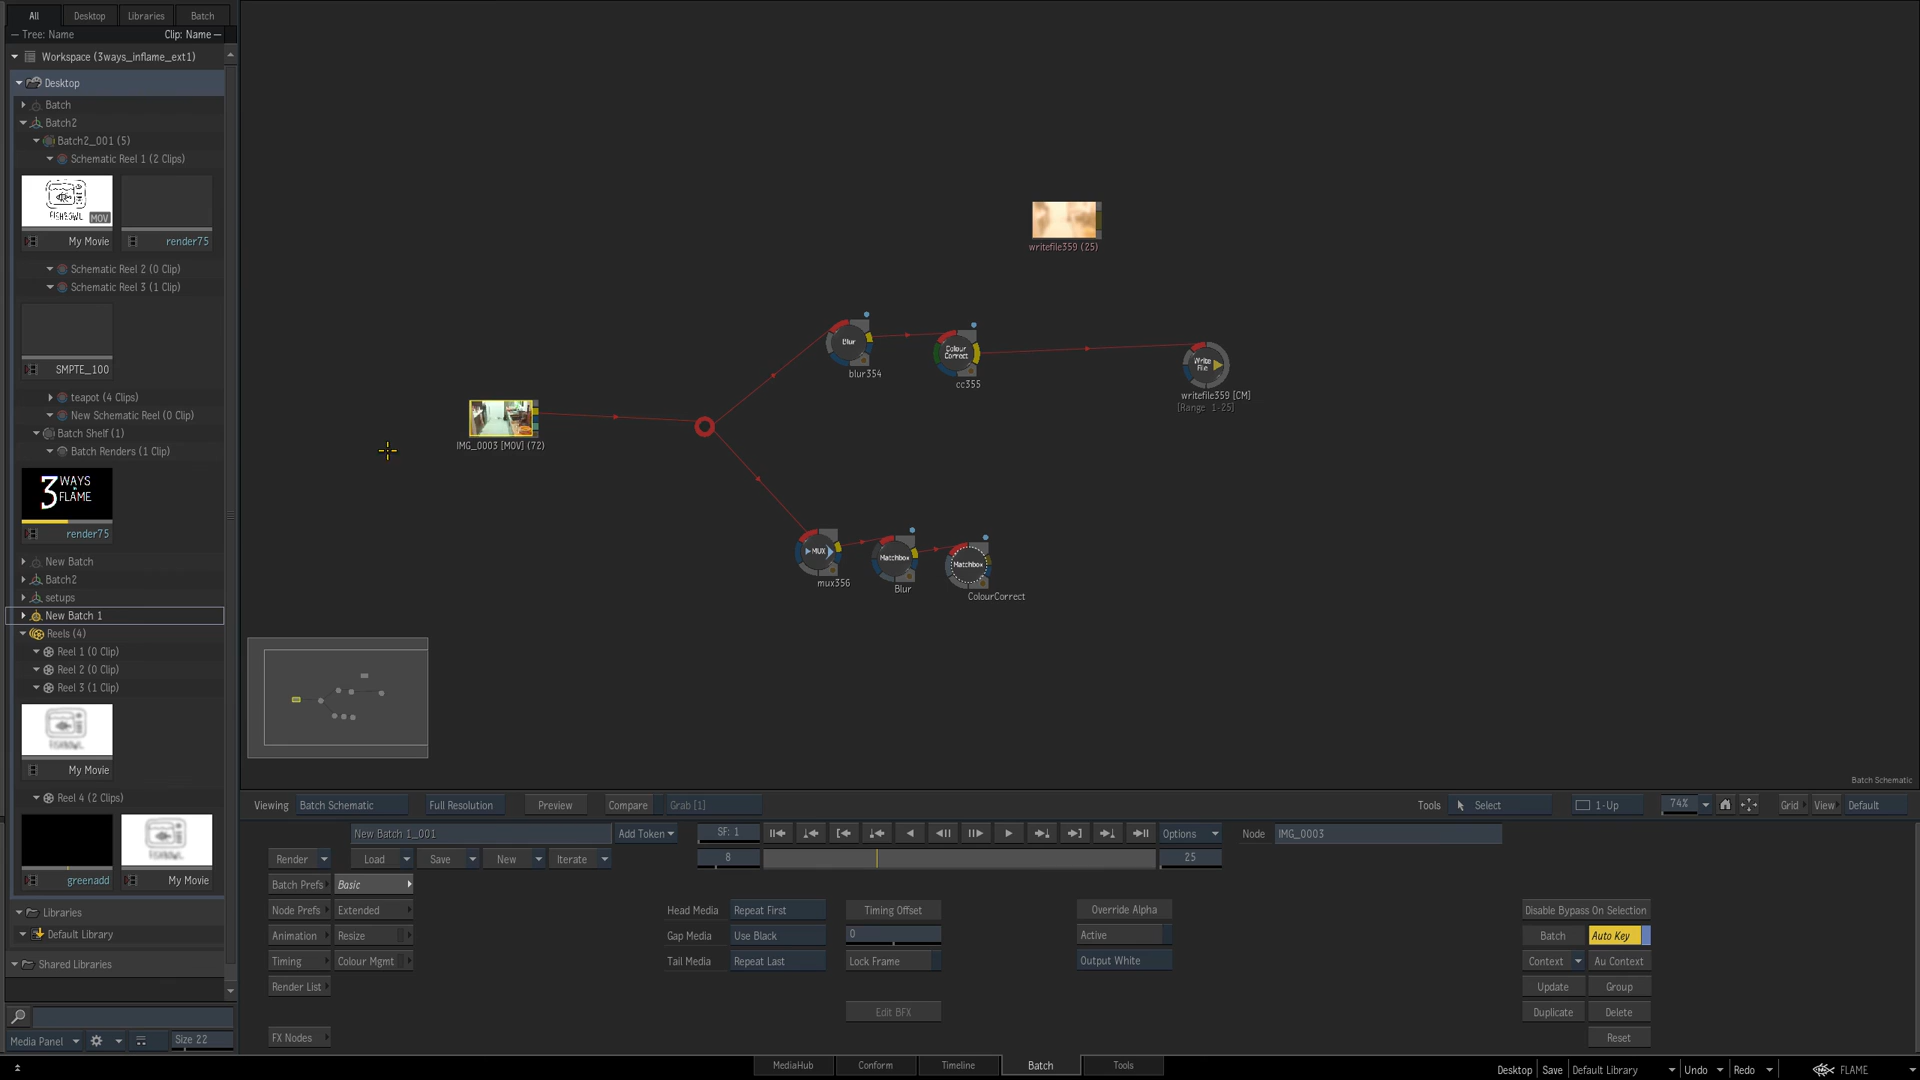 All Desktop Libraries Batch
Tree: Name Clip: Name
Workspace (3ways_inflame_ext1)
Desktop
Batch
Batch2
Batch2_001 (5)
Schematic Reel 1 (2 Clips)
FISHBOWL MOV
My Movie render75
Schematic Reel 2 (0 Clip)
Schematic Reel 3 (1 Clip)
SMPTE_100
teapot (4 Clips)
New Schematic Reel (0 Clip)
Batch Shelf (1)
Batch Renders (1 Clip)
3 WAYS
FLAME
render75
New Batch
Batch2
setups
New Batch 1
Reels (4)
Reel 1 (0 Clip)
Reel 2 (0 Clip)
Reel 3 (1 Clip)
My Movie
Reel 4 (2 Clips)
greenadd My Movie
Libraries
Default Library
Shared Libraries
Media Panel Size 22
writefile359 (25)
Blur
blur354
Colour
Correct
cc355
Write
File
writefile359 [CM]
[Range 1-25]
IMG_0003 [MOV] (72)
MUX
mux356
Matchbox
Blur
Matchbox
ColourCorrect
Batch Schematic
Viewing Batch Schematic Full Resolution Preview Compare Grab [1] Tools Select 1-Up 74% Grid View Default
New Batch 1_001 Add Token SF: 1 Options Node IMG_0003
Render Load Save New Iterate 8 25
Batch Prefs Basic
Node Prefs Extended Head Media Repeat First Timing Offset Override Alpha Disable Bypass On Selection
Animation Resize Gap Media Use Black 0 Active Batch Auto Key
Timing Colour Mgmt Tail Media Repeat Last Lock Frame Output White Context Au Context
Render List Update Group
Edit BFX Duplicate Delete
FX Nodes Reset
MediaHub Conform Timeline Batch Tools
Desktop Save Default Library Undo Redo FLAME